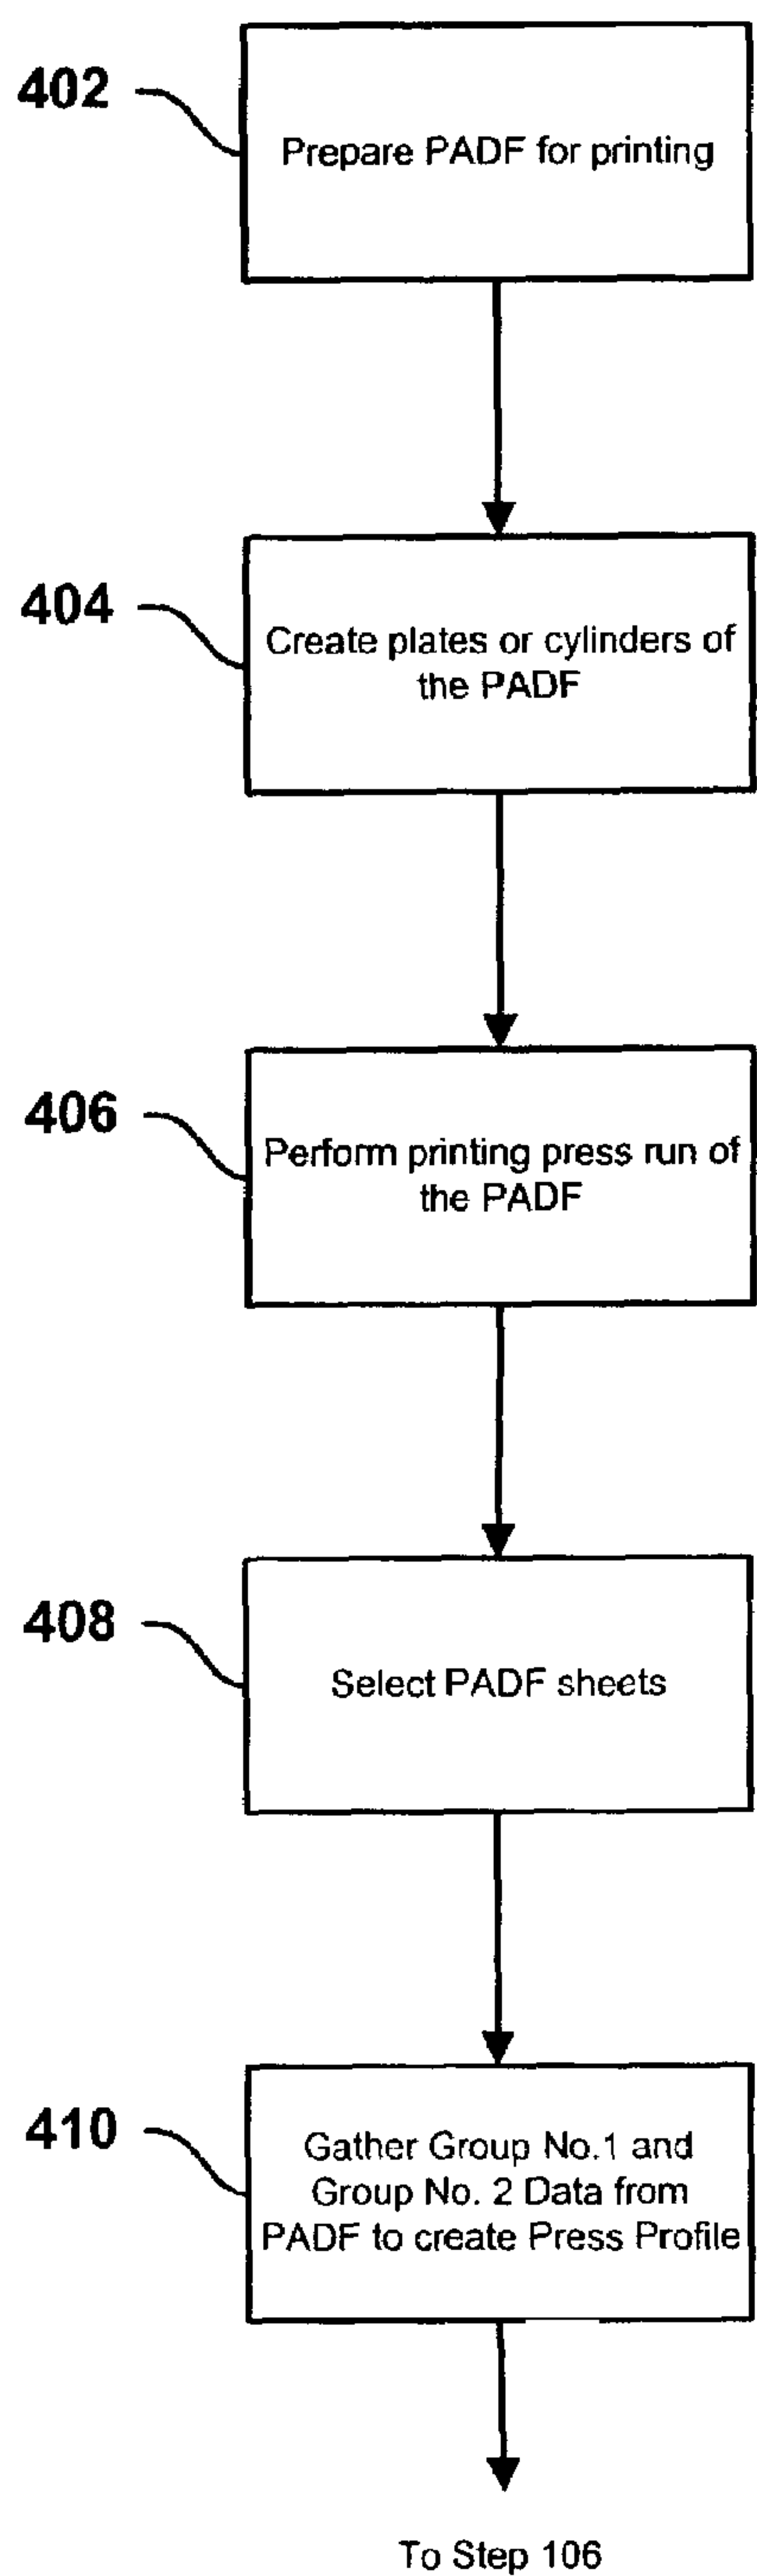 402
Prepare PADF for printing
404
Create plates or cylinders of
the PADF
406
Perform printing press run of
the PADF
408
Select PADF sheets
410
Gather Group No.1 and
Group No. 2 Data from
PADF to create Press Profile
To Step 106